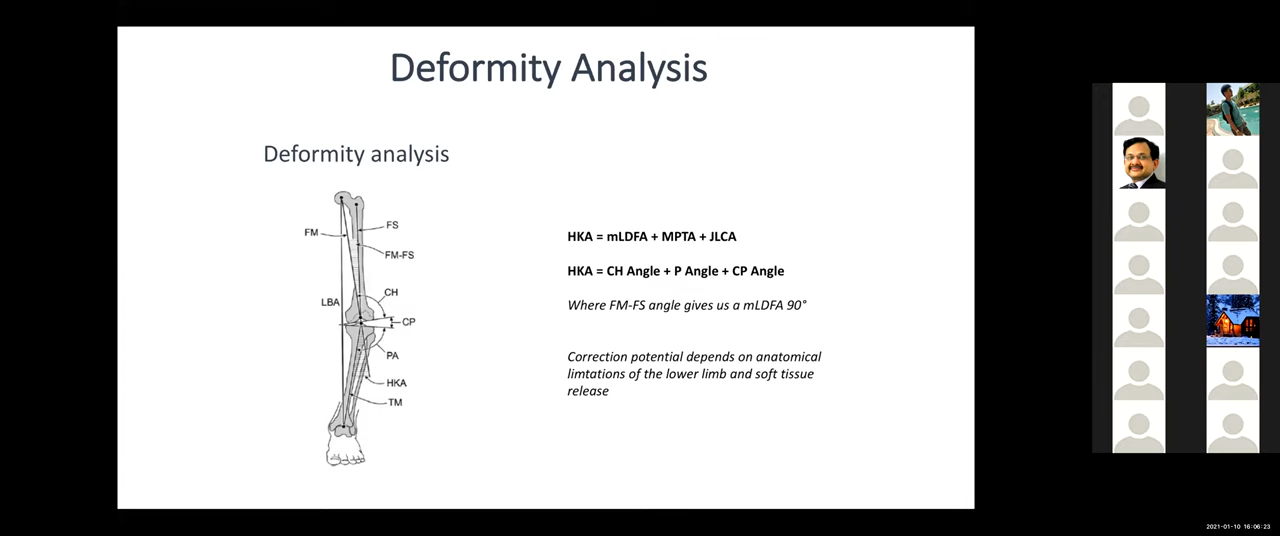 Deformity Analysis
Deformity analysis
FM
FS
FM-FS
CH
LBA
CP
PA
HKA
TM
HKA = mLDFA + MPTA + JLCA
HKA = CH Angle + P Angle + CP Angle
Where FM-FS angle gives us a mLDFA 90°
Correction potential depends on anatomical
limtations of the lower limb and soft tissue
release
2021-01-10 16:06:23